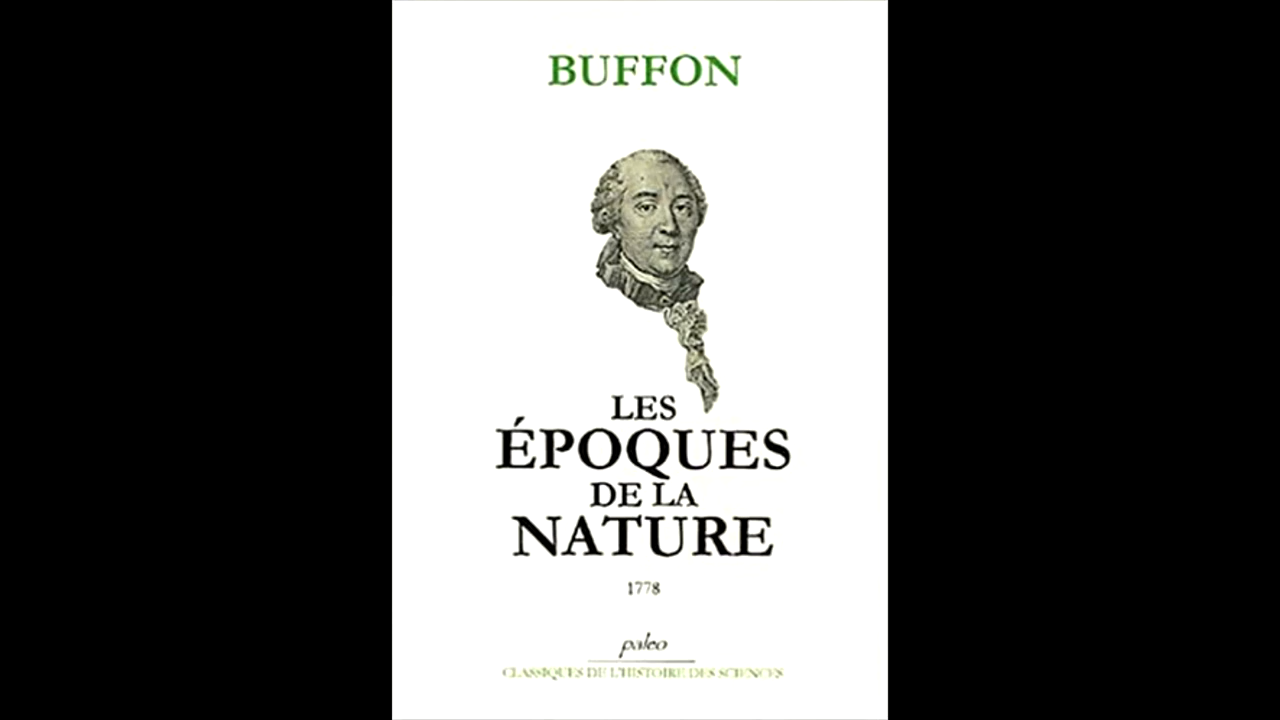 BUFFON
LES
ÉPOQUES
DE LA
NATURE
1778
paleo
CLASSIQUES DE L'HISTOIRE DES SCIENCES